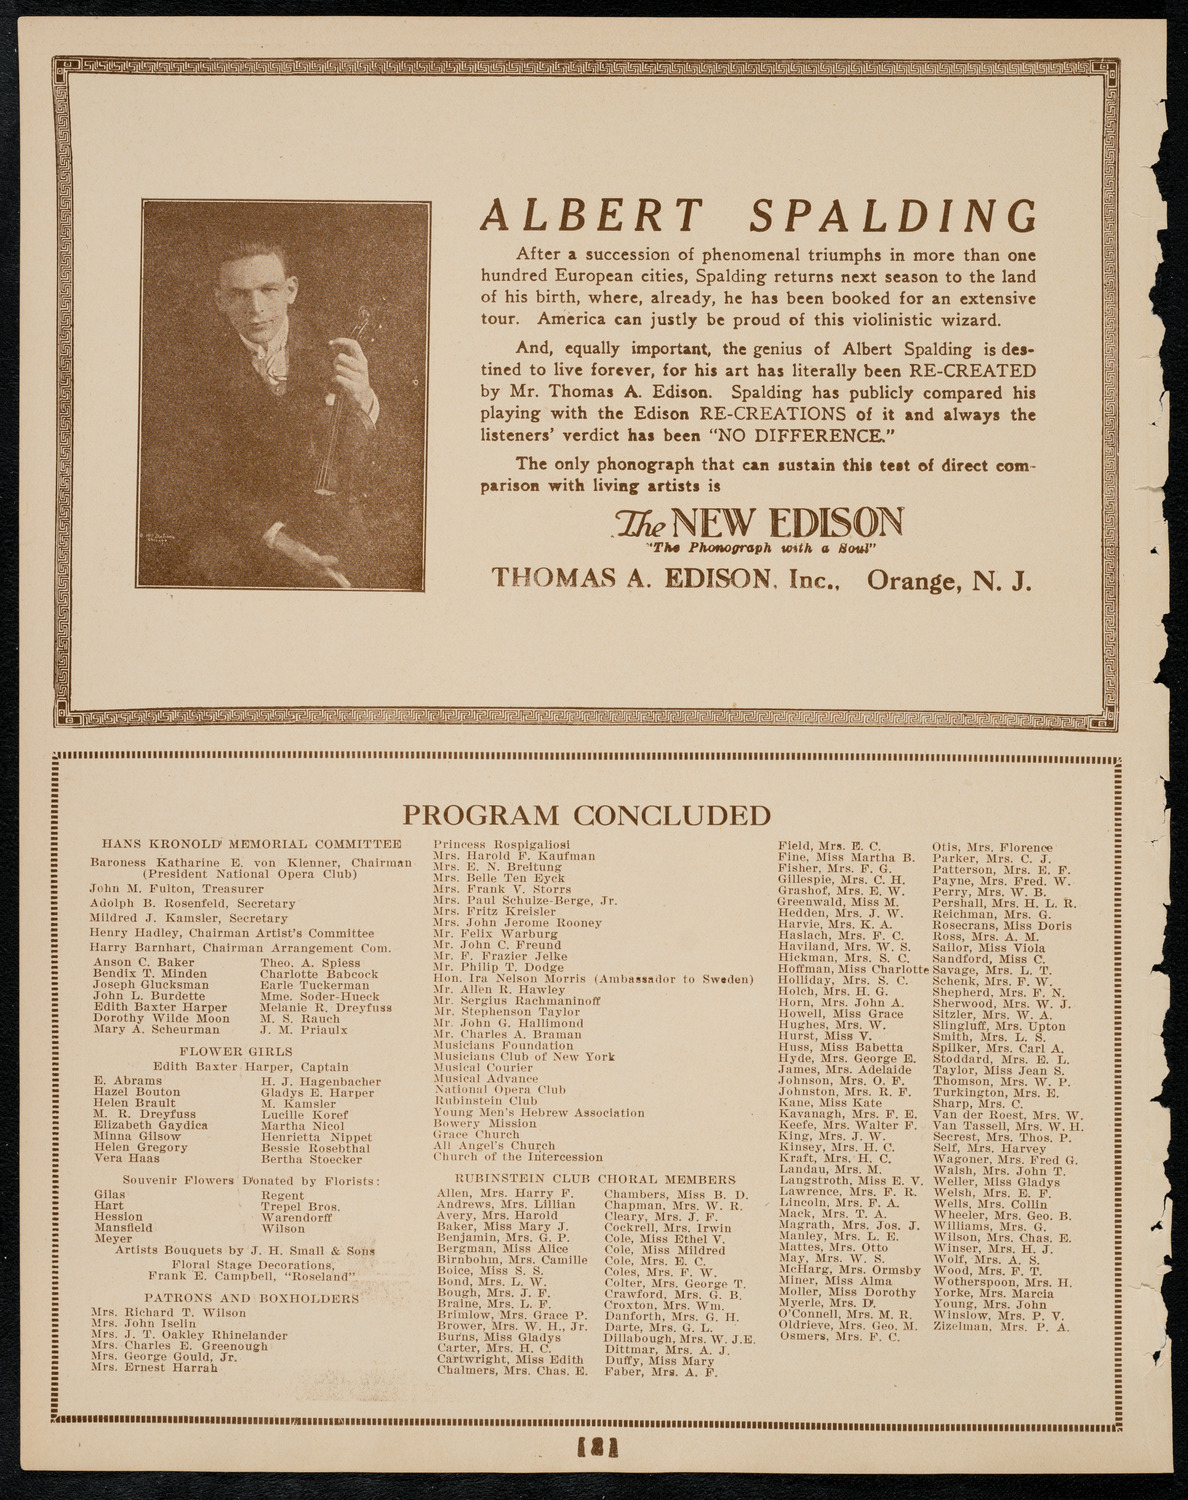 ALBERT SPALDING
After a succession of phenomenal triumphs in more than one
hundred European cities, Spalding returns next season to the land
of his birth, where, already, he has been booked for an extensive
tour. America can justly be proud of this violinistic wizard.
And, equally important, the genius of Albert Spalding is des-
tined to live forever, for his art has literally been RE-CREATED
by Mr. Thomas A. Edison. Spalding has publicly compared his
playing with the Edison RE-CREATIONS of it and always the
listeners' verdict has been "NO DIFFERENCE."
The only phonograph that can sustain this test of direct com-
parison with living artists is
The NEW EDISON
"The Phonograph with a Soul"
THOMAS A. EDISON, Inc., Orange, N. J.
PROGRAM CONCLUDED
HANS KRONOLD MEMORIAL COMMITTEE
Baroness Katharine E. von Klenner, Chairman
(President National Opera Club)
John M. Fulton, Treasurer
Adolph B. Rosenfeld, Secretary
Mildred J. Kamsler, Secretary
Henry Hadley, Chairman Artist's Committee
Harry Barnhart, Chairman Arrangement Com.
Anson C. Baker
Bendix T. Minden
Joseph Glucksman
John L. Burdette
Edith Baxter Harper
Dorothy Wilde Moon
Mary A. Scheurman
Theo. A. Spiess
Charlotte Babcock
Earle Tuckerman
Mme. Soder-Hueck
Melanie R. Dreyfuss
M. S. Rauch
J. M. Priaulx
FLOWER GIRLS
Edith Baxter Harper, Captain
E. Abrams
Hazel Bouton
Helen Brault
M. R. Dreyfuss
Elizabeth Gaydica
Minna Gilsow
Helen Gregory
Vera Haas
H. J. Hagenbacher
Gladys E. Harper
M. Kamsler
Lucille Koref
Martha Nicol
Henrietta Nippet
Bessie Rosebthal
Bertha Stoecker
Souvenir Flowers Donated by Florists:
Gilas
Hart
Hession
Mansfield
Meyer
Regent
Trepel Bros.
Warendorff
Wilson
Artists Bouquets by J. H. Small & Sons
Floral Stage Decorations,
Frank E. Campbell, "Roseland"
PATRONS AND BOXHOLDERS
Mrs. Richard T. Wilson
Mrs. John Iselin
Mrs. J. T. Oakley Rhinelander
Mrs. Charles E. Greenough
Mrs. George Gould, Jr.
Mrs. Ernest Harrah
Princess Rospigaliosi
Mrs. Harold F. Kaufman
Mrs. E. N. Breitung
Mrs. Belle Ten Eyck
Mrs. Frank V. Storrs
Mrs. Paul Schulze-Berge, Jr.
Mrs. Fritz Kreisler
Mrs. John Jerome Rooney
Mr. Felix Warburg
Mr. John C. Freund
Mr. F. Frazier Jelke
Mr. Philip T. Dodge
Hon. Ira Nelson Morris (Ambassador to Sweden)
Mr. Allen R. Hawley
Mr. Sergius Rachmaninoff
Mr. Stephenson Taylor
Mr. John G. Hallimond
Mr. Charles A. Braman
Musicians Foundation
Musicians Club of New York
Musical Courier
Musical Advance
National Opera Club
Rubinstein Club
Young Men's Hebrew Association
Bowery Mission
Grace Church
All Angel's Church
Church of the Intercession
RUBINSTEIN CLUB CHORAL MEMBERS
Allen, Mrs. Harry F.
Andrews, Mrs. Lillian
Avery, Mrs. Harold
Baker, Miss Mary J.
Benjamin, Mrs. G. P.
Bergman, Miss Alice
Birnbohm, Mrs. Camille
Boice, Miss S. S.
Bond, Mrs. L. W.
Bough, Mrs. J. F.
Braine, Mrs. L. F.
Brimlow, Mrs. Grace P.
Brower, Mrs. W. H., Jr.
Burns, Miss Gladys
Carter, Mrs. H. C.
Cartwright, Miss Edith
Chalmers, Mrs. Chas. E.
Chambers, Miss B. D.
Chapman, Mrs. W. R.
Cleary, Mrs. J. F.
Cockrell, Mrs. Irwin
Cole, Miss Ethel V.
Cole, Miss Mildred
Cole, Mrs. E. C.
Coles, Mrs. F. W.
Colter, Mrs. George T.
Crawford, Mrs. G. B.
Croxton, Mrs. Wm.
Danforth, Mrs. G. H.
Darte, Mrs. G. L.
Dillabough, Mrs. W. J.E.
Dittmar, Mrs. A. J.
Duffy, Miss Mary
Faber, Mrs. A. F.
Field, Mrs. E. C.
Fine, Miss Martha B.
Fisher, Mrs. F. G.
Gillespie, Mrs. C. H.
Grashof, Mrs. E. W.
Greenwald, Miss M.
Hedden, Mrs. J. W.
Harvie, Mrs. K. A.
Haslach, Mrs. F. C.
Haviland, Mrs. W. S.
Hickman, Mrs. S. C.
Hoffman, Miss Charlotte
Holliday, Mrs. S. C.
Holch, Mrs. H. G.
Horn, Mrs. John A.
Howell, Miss Grace
Hughes, Mrs. W.
Hurst, Miss V.
Huss, Miss Babetta
Hyde, Mrs. George E.
James, Mrs. Adelaide
Johnson, Mrs. O. F.
Johnston, Mrs. R. F.
Kane, Miss Kate
Kavanagh, Mrs. F. E.
Keefe, Mrs. Walter F.
King, Mrs. J. W.
Kinsey, Mrs. H. C.
Kraft, Mrs. H. C.
Landau, Mrs. M.
Langstroth, Miss E. V.
Lawrence, Mrs. F. R.
Lincoln, Mrs. F. A.
Mack, Mrs. T. A.
Magrath, Mrs. Jos. J.
Manley, Mrs. L. E.
Mattes, Mrs. Otto
May, Mrs. W. S.
McHarg, Mrs. Ormsby
Miner, Miss Alma
Moller, Miss Dorothy
Myerle, Mrs. D.
O'Connell, Mrs. M. R.
Oldrieve, Mrs. Geo. M.
Osmers, Mrs. F. C.
Otis, Mrs. Florence
Parker, Mrs. C. J.
Patterson, Mrs. E. F.
Payne, Mrs. Fred. W.
Perry, Mrs. W. B.
Pershall, Mrs. H. L. R.
Reichman, Mrs. G.
Rosecrans, Miss Doris
Ross, Mrs. A. M.
Sailor, Miss Viola
Sandford, Miss C.
Savage, Mrs. L. T.
Schenk, Mrs. F. W.
Shepherd, Mrs. F. N.
Sherwood, Mrs. W. J.
Sitzler, Mrs. W. A.
Slingluff, Mrs. Upton
Smith, Mrs. L. S.
Spilker, Mrs. Carl A.
Stoddard, Mrs. E. L.
Taylor, Miss Jean S.
Thomson, Mrs. W. P.
Turkington, Mrs. E.
Sharp, Mrs. C.
Van der Roest, Mrs. W.
Van Tassell, Mrs. W. H.
Secrest, Mrs. Thos. P.
Self, Mrs. Harvey
Wagoner, Mrs. Fred G.
Walsh, Mrs. John T.
Weller, Miss Gladys
Welsh, Mrs. E. F.
Wells, Mrs. Collin
Wheeler, Mrs. Geo. B.
Williams, Mrs. G.
Wilson, Mrs. Chas. E.
Winser, Mrs. H. J.
Wolf, Mrs. A. S.
Wood, Mrs. F. T.
Wotherspoon, Mrs. H.
Yorke, Mrs. Marcia
Young, Mrs. John
Winslow, Mrs. P. V.
Zizelman, Mrs. P. A.
[8]